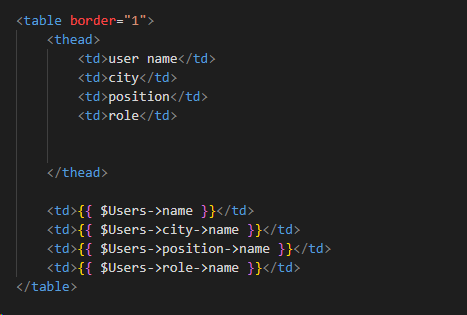 <table border="1">
<thead>
<td>user name</td>
<td>city</td>
<td>position</td>
<td>role</td>
</thead>
<td>{{ $Users->name }}</td>
<td>{{ $Users->city->name }}</td>
<td>{{ $Users->position->name }}</td>
<td>{{ $Users->role->name }}</td>
</table>